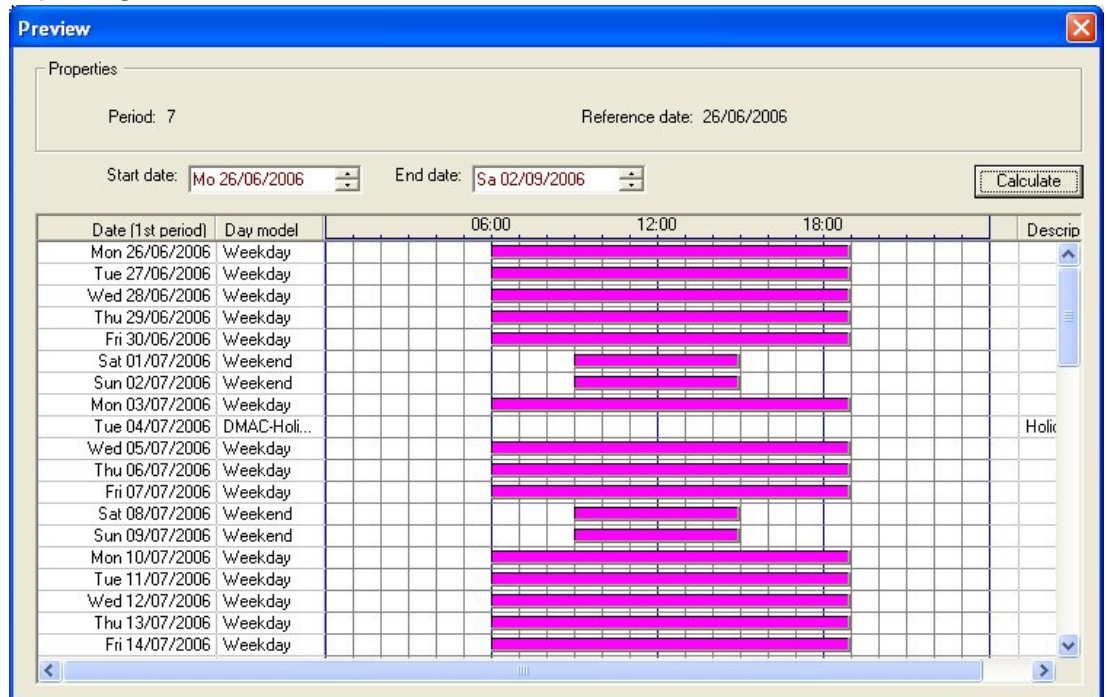 Preview
Properties
Period: 7 Reference date: 26/06/2006
Start date: Mo 26/06/2006 End date: Sa 02/09/2006 Calculate
Date (1st period) Day model 06:00 12:00 18:00 Descrip
Mon 26/06/2006 Weekday
Tue 27/06/2006 Weekday
Wed 28/06/2006 Weekday
Thu 29/06/2006 Weekday
Fri 30/06/2006 Weekday
Sat 01/07/2006 Weekend
Sun 02/07/2006 Weekend
Mon 03/07/2006 Weekday
Tue 04/07/2006 DMAC-Holi... Holic
Wed 05/07/2006 Weekday
Thu 06/07/2006 Weekday
Fri 07/07/2006 Weekday
Sat 08/07/2006 Weekend
Sun 09/07/2006 Weekend
Mon 10/07/2006 Weekday
Tue 11/07/2006 Weekday
Wed 12/07/2006 Weekday
Thu 13/07/2006 Weekday
Fri 14/07/2006 Weekday